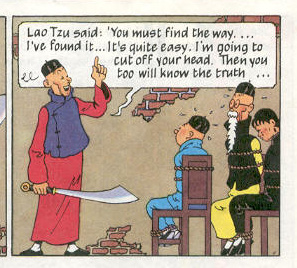 Lao Tzu said: 'You must find the way. ...
I've found it...It's quite easy. I'm going to
cut off your head. Then you
too will know the truth ...